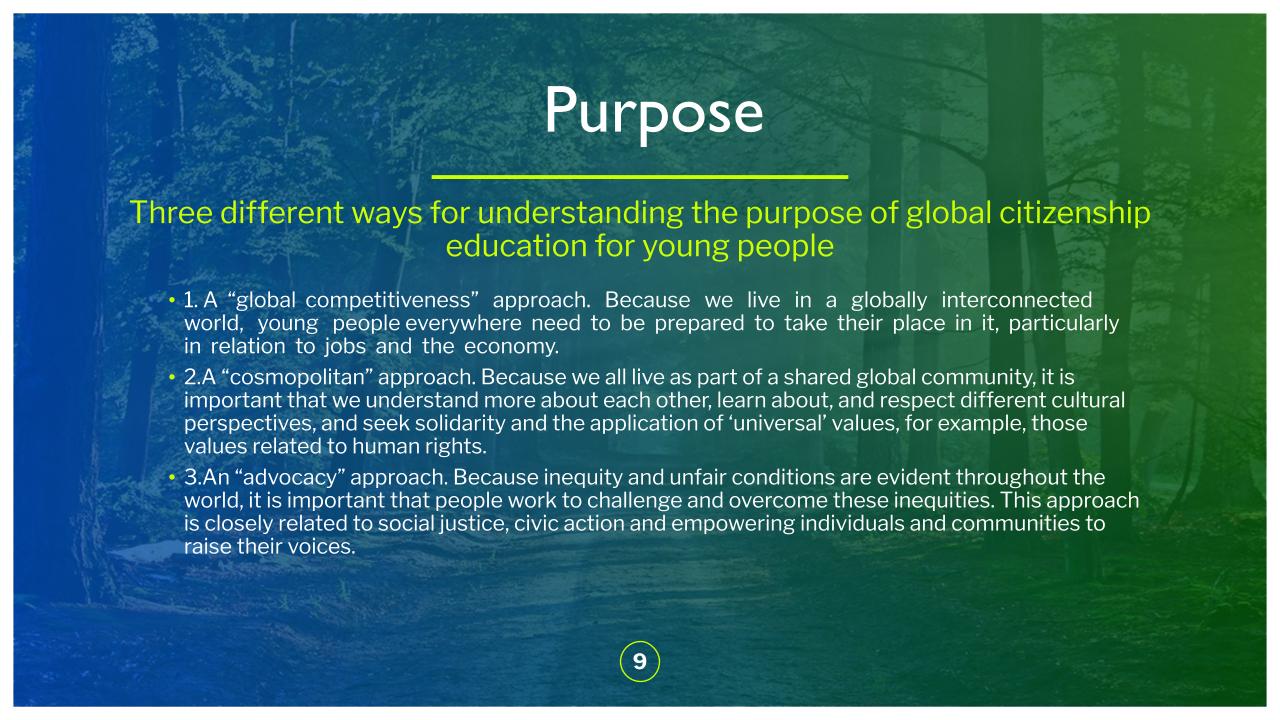 Purpose
Three different ways for understanding the purpose of global citizenship
education for young people
• 1. A “global competitiveness” approach. Because we live in a globally interconnected
world, young people everywhere need to be prepared to take their place in it, particularly
in relation to jobs and the economy.
• 2.A “cosmopolitan” approach. Because we all live as part of a shared global community, it is
important that we understand more about each other, learn about, and respect different cultural
perspectives, and seek solidarity and the application of ‘universal’ values, for example, those
values related to human rights.
• 3.An “advocacy” approach. Because inequity and unfair conditions are evident throughout the
world, it is important that people work to challenge and overcome these inequities. This approach
is closely related to social justice, civic action and empowering individuals and communities to
raise their voices.
9